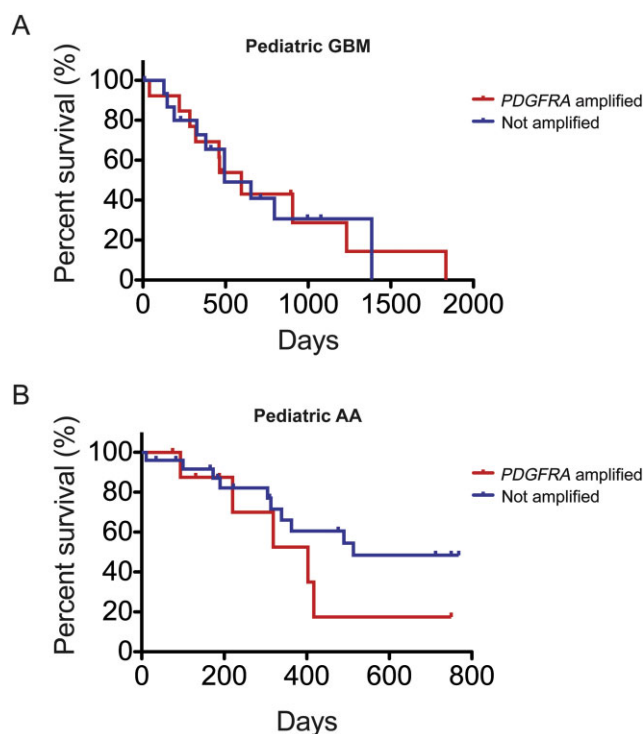 A
Pediatric GBM
Percent survival (%)
100
80
60
40
20
0
0 500 1000 1500 2000
Days
PDGFRA amplified
Not amplified
B
Pediatric AA
Percent survival (%)
100
80
60
40
20
0
0 200 400 600 800
Days
PDGFRA amplified
Not amplified